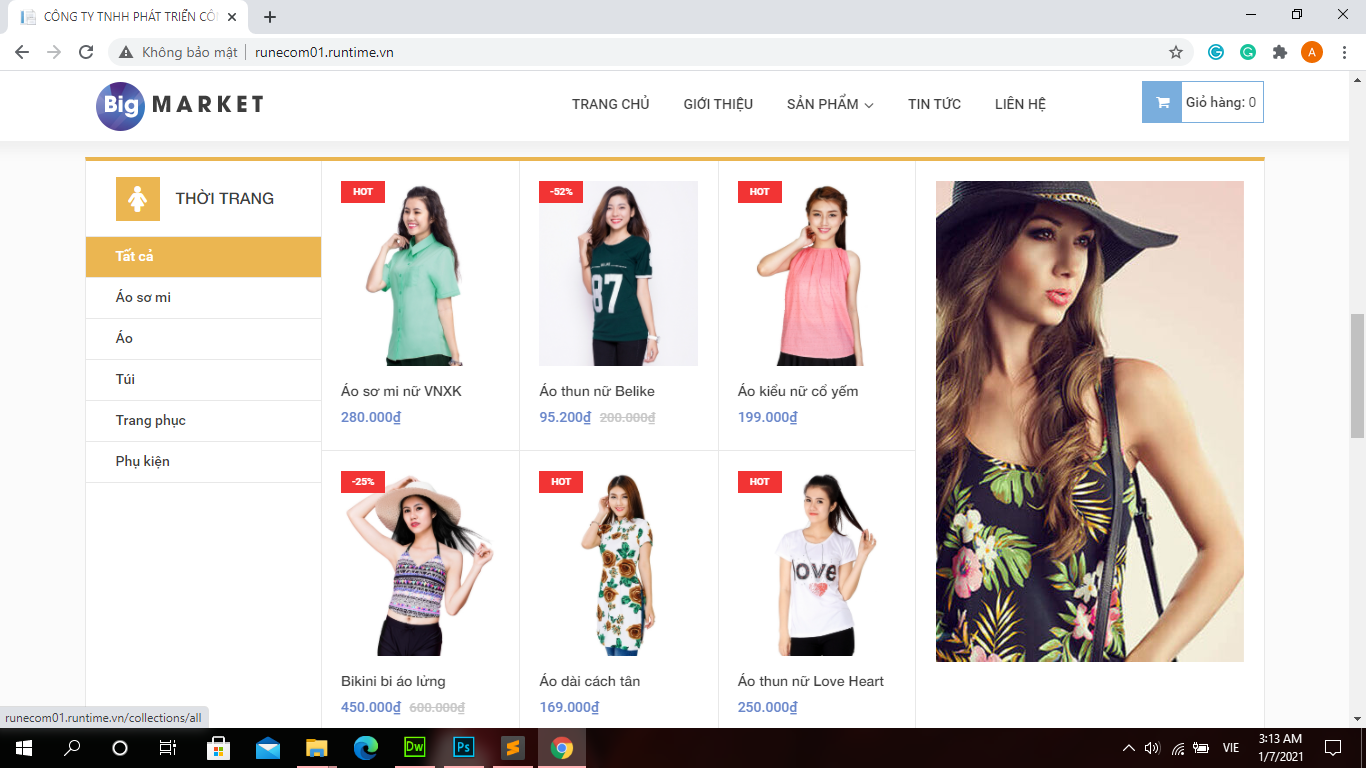 CÔNG TY TNHH PHÁT TRIỂN CÔ
Không bảo mật
runecom01.runtime.vn
A
Big MARKET
TRANG CHỦ
GIỚI THIỆU
SẢN PHẨM
TIN TỨC
LIÊN HỆ
Giỏ hàng: 0
THỜI TRANG
Tất cả
Áo sơ mi
Áo
Túi
Trang phục
Phụ kiện
HOT
Áo sơ mi nữ VNXK
280.000₫
-52%
87
Áo thun nữ Belike
95.200₫ 200.000₫
HOT
Áo kiểu nữ cổ yếm
199.000₫
-25%
Bikini bi áo lửng
450.000₫ 600.000₫
HOT
Áo dài cách tân
169.000₫
HOT
love
Áo thun nữ Love Heart
250.000₫
runecom01.runtime.vn/collections/all
Dw
Ps
VIE
3:13 AM
1/7/2021